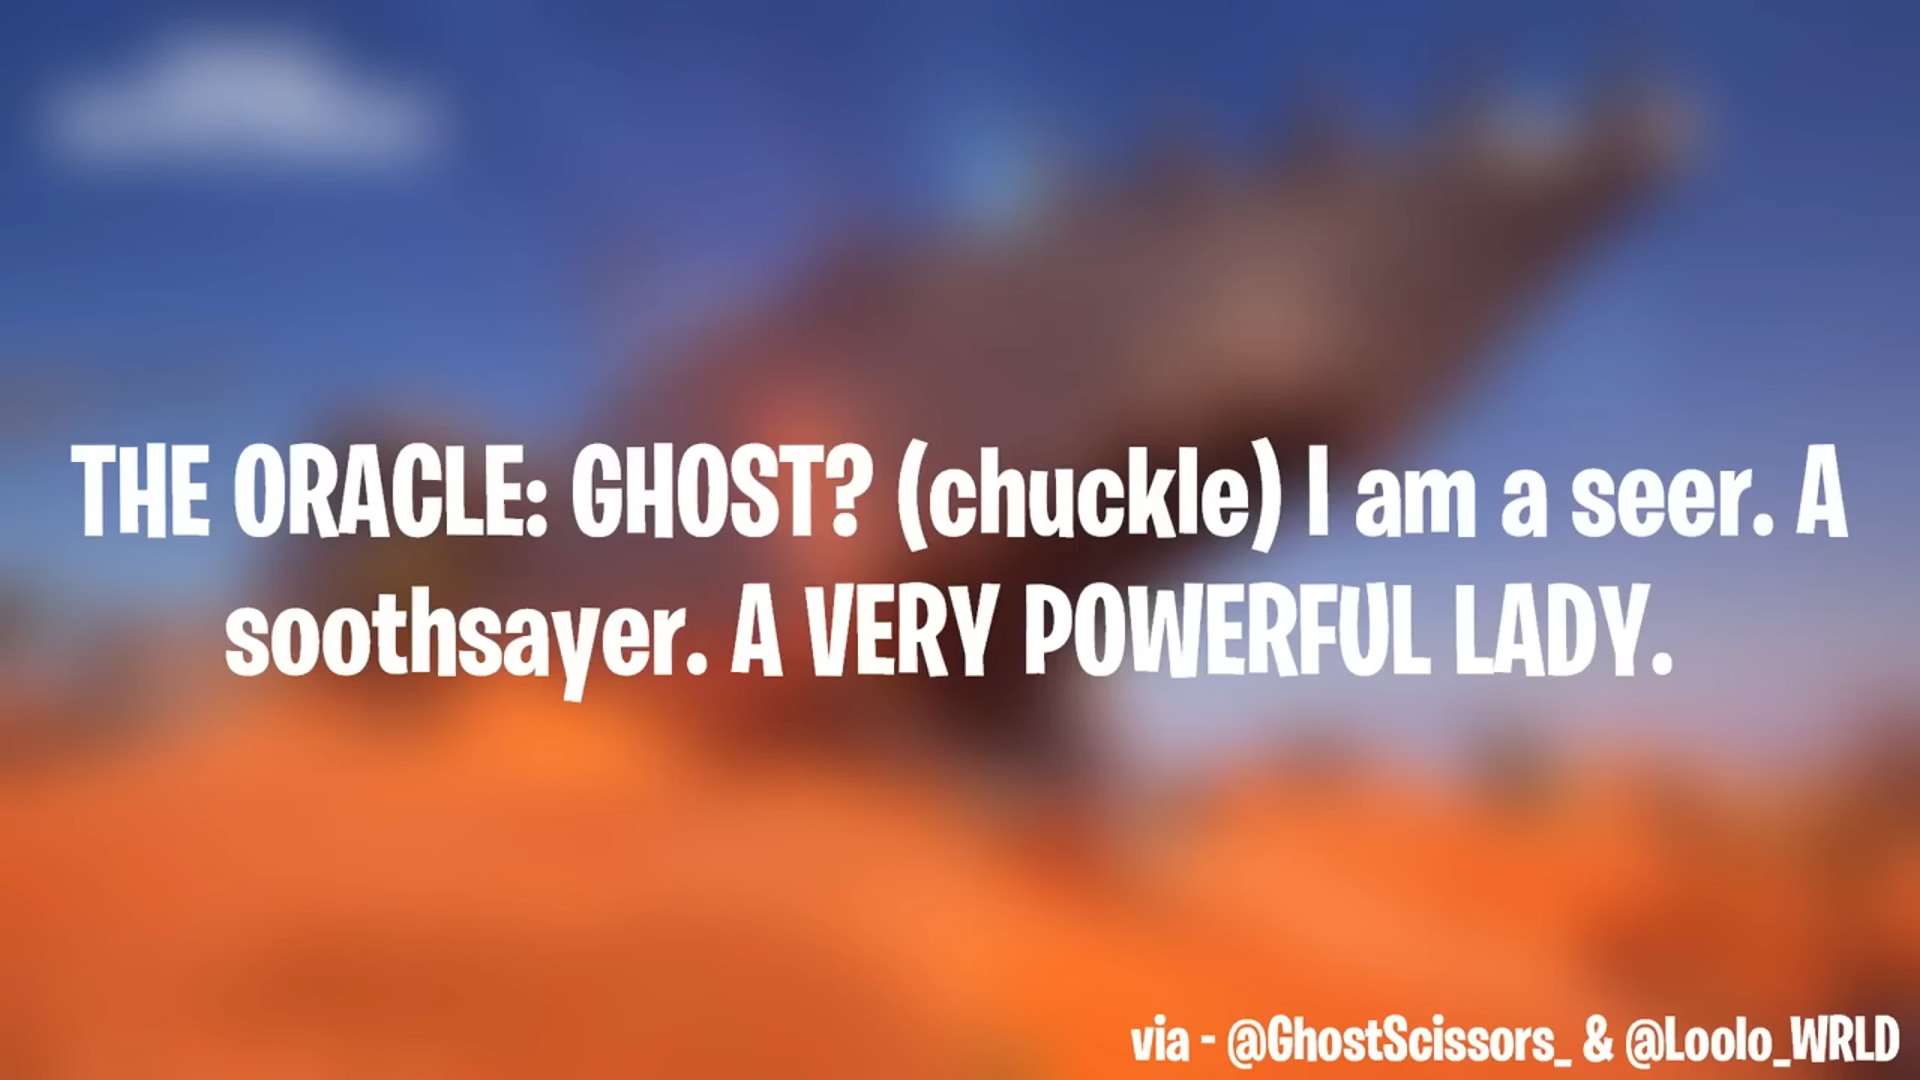 THE ORACLE: GHOST? (chuckle) I am a seer. A
soothsayer. A VERY POWERFUL LADY.
via - @GhostScissors_ & @Loolo_WRLD